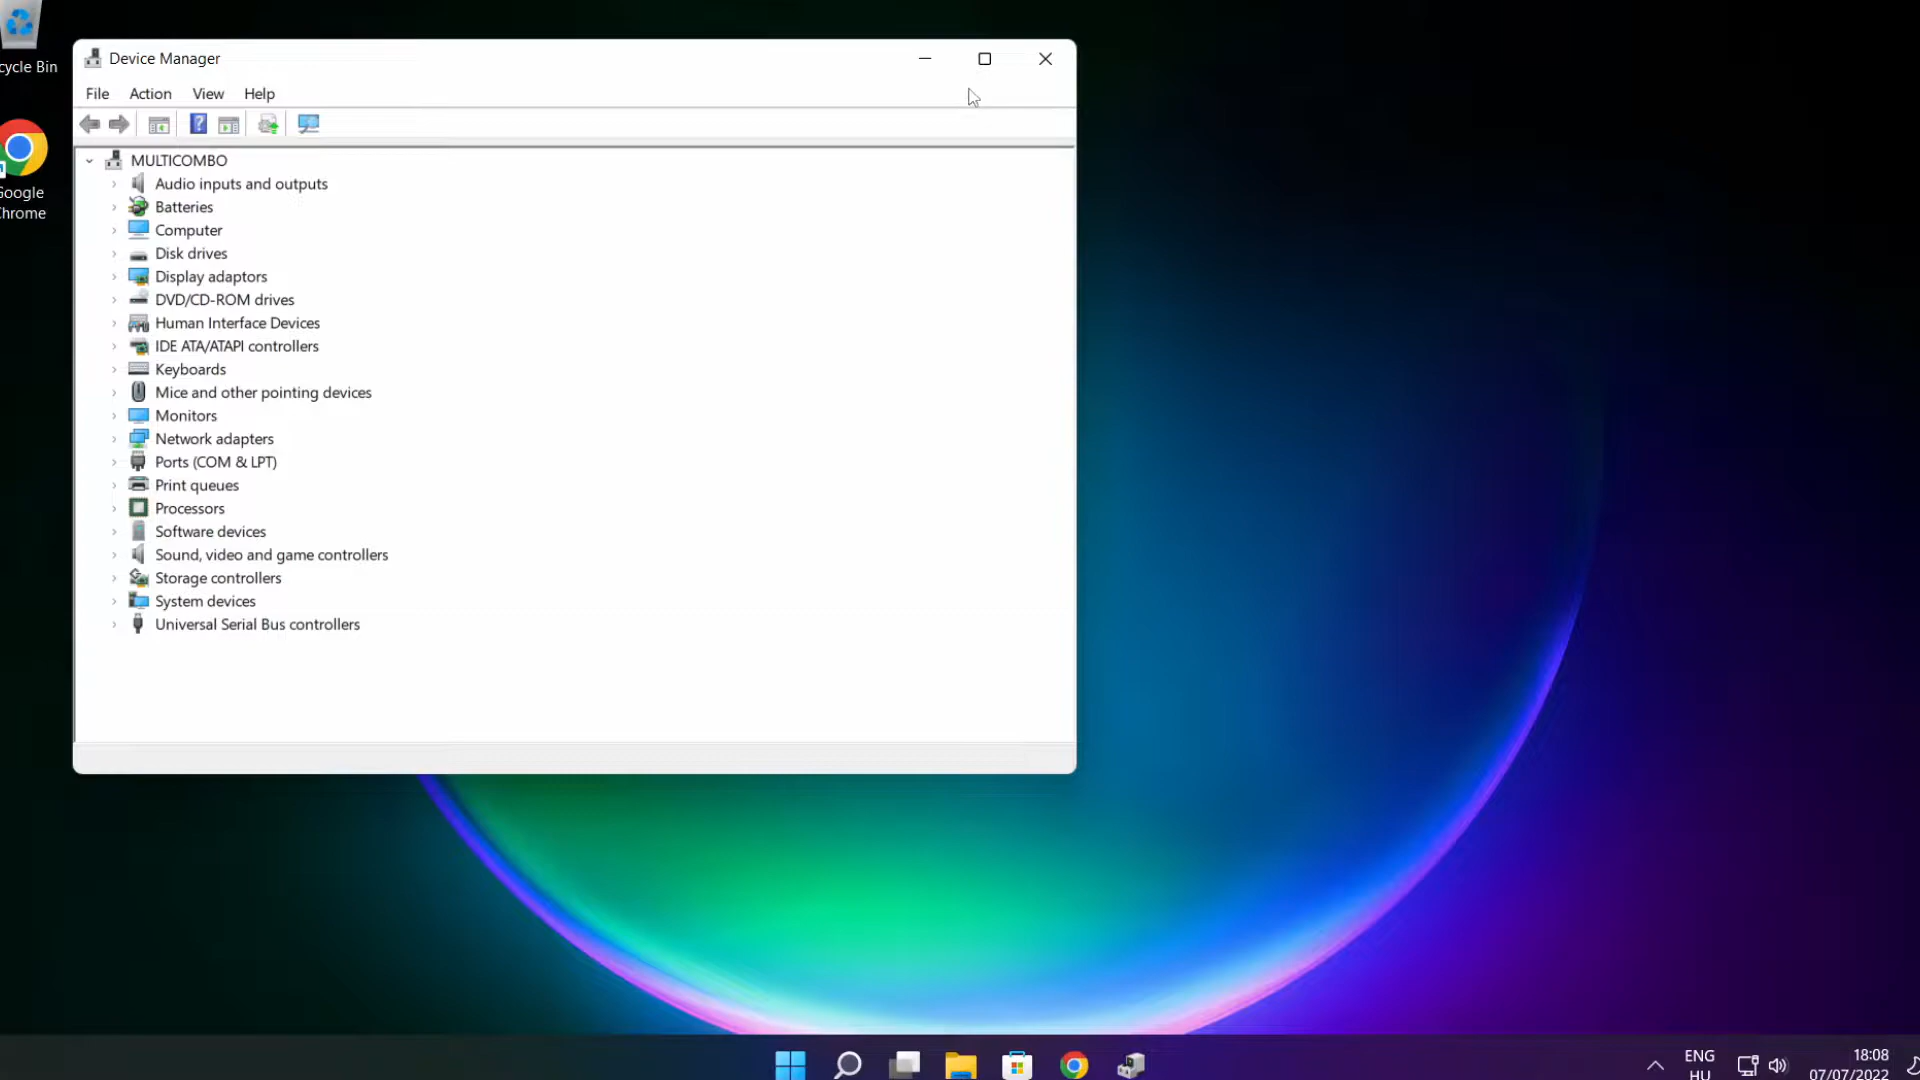 cycle Bin
Google
Chrome
Device Manager
File Action View Help
MULTICOMBO
Audio inputs and outputs
Batteries
Computer
Disk drives
Display adaptors
DVD/CD-ROM drives
Human Interface Devices
IDE ATA/ATAPI controllers
Keyboards
Mice and other pointing devices
Monitors
Network adapters
Ports (COM & LPT)
Print queues
Processors
Software devices
Sound, video and game controllers
Storage controllers
System devices
Universal Serial Bus controllers
ENG
HU
18:08
07/07/2022